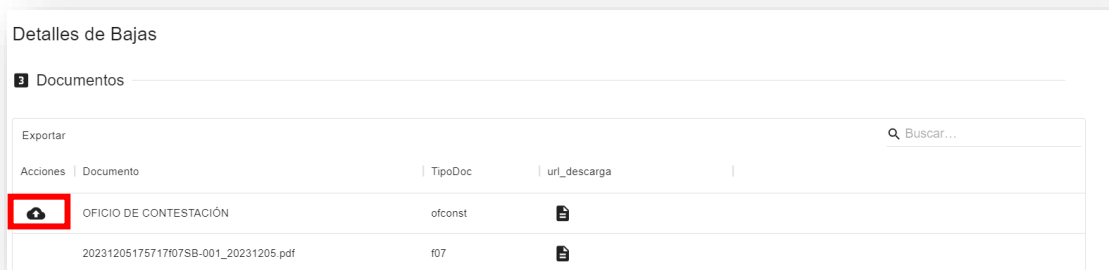 Detalles de Bajas
3 Documentos
Exportar
Buscar...
Acciones Documento TipoDoc url_descarga
OFICIO DE CONTESTACIÓN ofconst
20231205175717f07SB-001_20231205.pdf f07